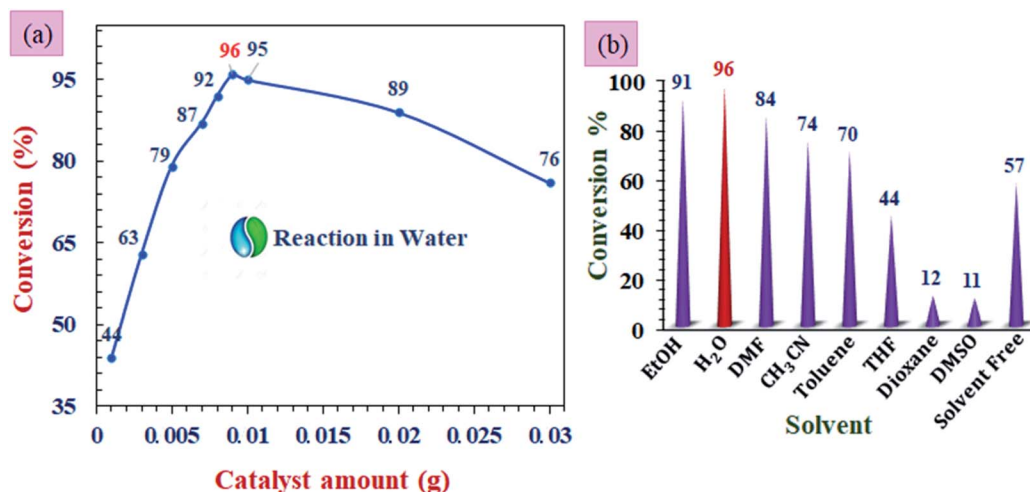 (a)
Conversion (%)
95
80
65
50
35
44
63
79
87
92
96
95
89
76
Reaction in Water
0
0.005
0.01
0.015
0.02
0.025
0.03
Catalyst amount (g)
(b)
Conversion %
100
80
60
40
20
0
91
96
84
74
70
44
12
11
57
EtOH
H₂O
DMF
CH₃CN
Toluene
THF
Dioxane
DMSO
Solvent Free
Solvent